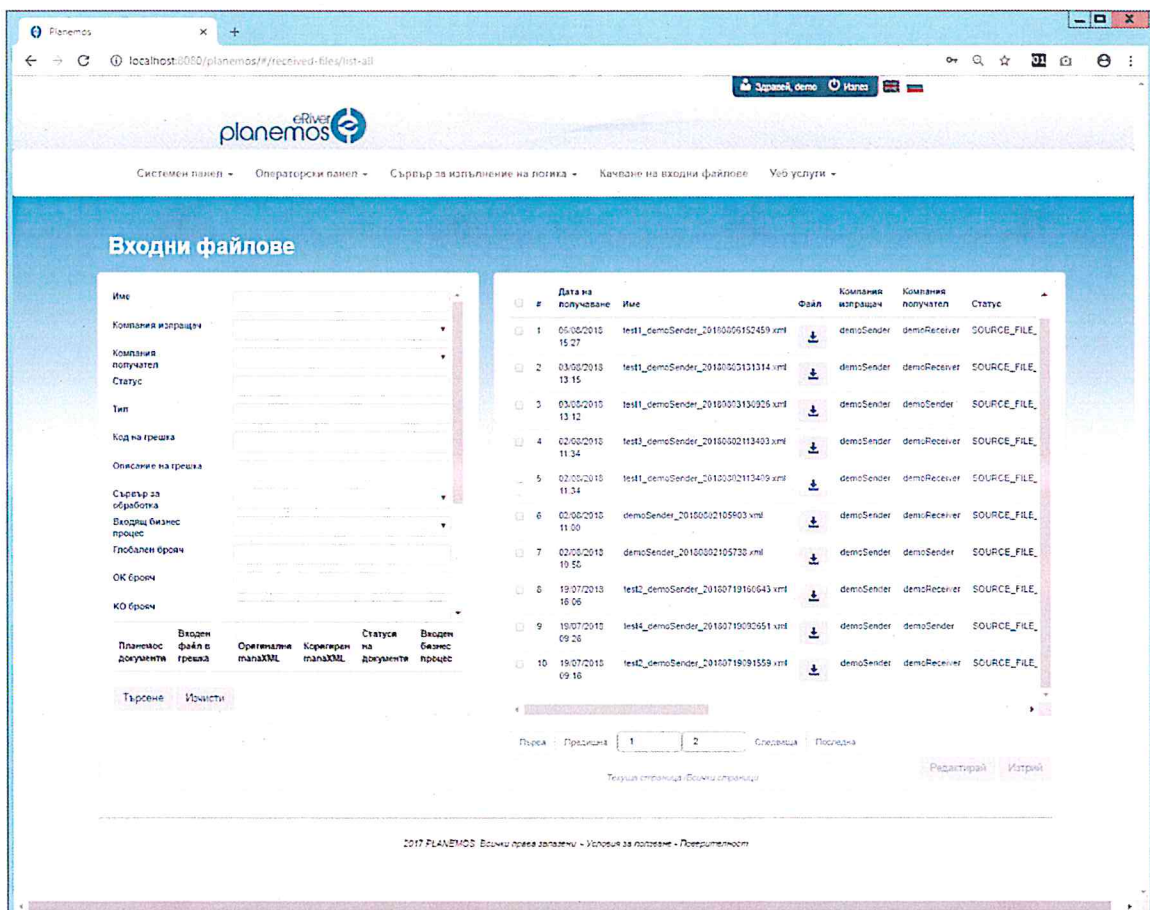 Planemos
localhost:8080/planemos/#/received-files/list-all
31
Здравей, demo Излез
eRiver
planemos
Системен панел Операторски панел Сървър за изпълнение на логика Качване на входни файлове Уеб услуги
Входни файлове
Име
Компания изпращач
Компания
получател
Статус
Тип
Код на грешка
Описание на грешка
Сървър за
обработка
Входящ бизнес
процес
Глобален брояч
ОК брояч
КО брояч
Планемос
документи
Входен
файл в
грешка
Оригинални
manaXML
Коригиран
manaXML
Статуси
на
документи
Входен
бизнес
процес
Търсене Изчисти
# Дата на получаване Име Файл Компания изпращач Компания получател Статус
1 06/08/2018 test1_demoSender_20180806152459.xml demoSender demoReceiver SOURCE_FILE_
15:27
2 03/08/2018 test1_demoSender_20180803131314.xml demoSender demoReceiver SOURCE_FILE_
13:15
3 03/08/2018 test1_demoSender_20180803130926.xml demoSender demoSender SOURCE_FILE_
13:12
4 02/08/2018 test3_demoSender_20180802113403.xml demoSender demoReceiver SOURCE_FILE_
11:34
5 02/08/2018 test1_demoSender_20180802113409.xml demoSender demoReceiver SOURCE_FILE_
11:34
6 02/08/2018 demoSender_20180802105903.xml demoSender demoReceiver SOURCE_FILE_
11:00
7 02/08/2018 demoSender_20180802105738.xml demoSender demoSender SOURCE_FILE_
10:58
8 19/07/2018 test2_demoSender_20180719160643.xml demoSender demoReceiver SOURCE_FILE_
16:06
9 19/07/2018 test4_demoSender_20180719092651.xml demoSender demoSender SOURCE_FILE_
09:26
10 19/07/2018 test2_demoSender_20180719091559.xml demoSender demoReceiver SOURCE_FILE_
09:16
Първа Предишна 1 2 Следваща Последна
Текуща страница /Всички страници
Редактирай Изтрий
2017 PLANEMOS. Всички права запазени - Условия за ползване - Поверителност